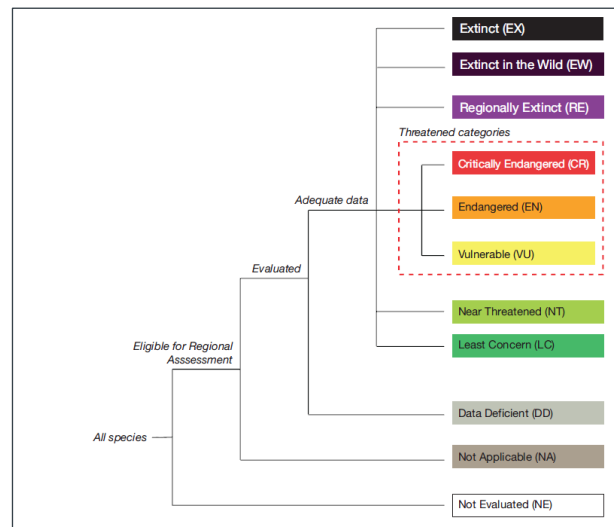 Extinct (EX)
Extinct in the Wild (EW)
Regionally Extinct (RE)
Threatened categories
Critically Endangered (CR)
Adequate data
Endangered (EN)
Vulnerable (VU)
Evaluated
Near Threatened (NT)
Eligible for Regional
Asssessment
Least Concern (LC)
Data Deficient (DD)
All species
Not Applicable (NA)
Not Evaluated (NE)